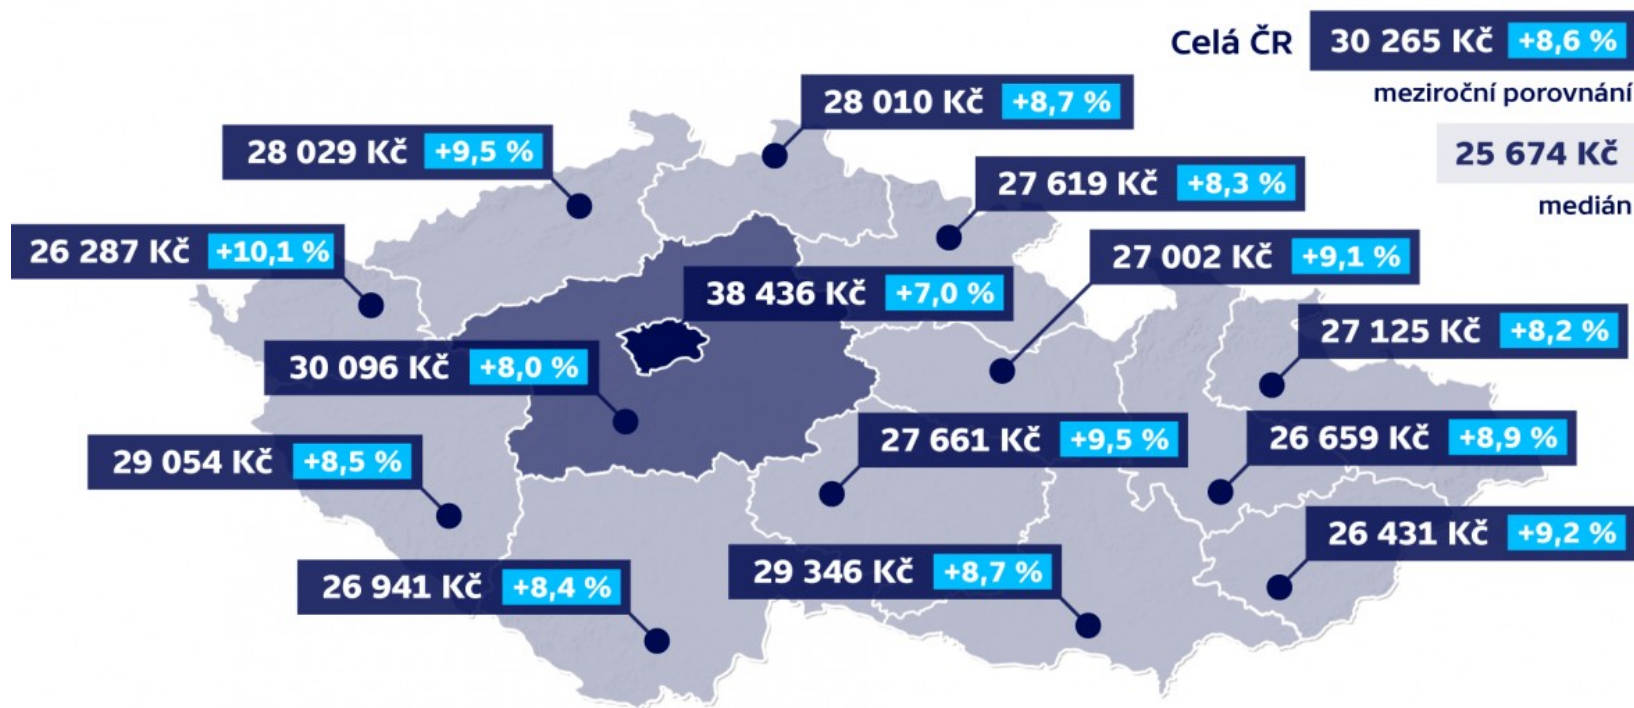 Celá ČR 30 265 Kč +8,6 %
meziroční porovnání
25 674 Kč
medián
28 010 Kč +8,7 %
28 029 Kč +9,5 %
27 619 Kč +8,3 %
26 287 Kč +10,1 %
27 002 Kč +9,1 %
38 436 Kč +7,0 %
27 125 Kč +8,2 %
30 096 Kč +8,0 %
27 661 Kč +9,5 %
26 659 Kč +8,9 %
29 054 Kč +8,5 %
26 431 Kč +9,2 %
29 346 Kč +8,7 %
26 941 Kč +8,4 %